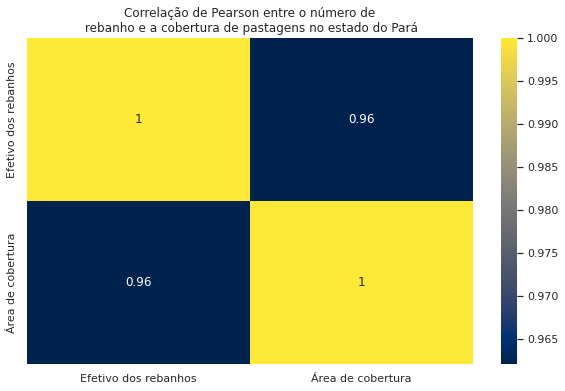 Correlação de Pearson entre o número de
rebanho e a cobertura de pastagens no estado do Pará
Efetivo dos rebanhos
Área de cobertura
1
0.96
0.96
1
Efetivo dos rebanhos
Área de cobertura
1.000
0.995
0.990
0.985
0.980
0.975
0.970
0.965